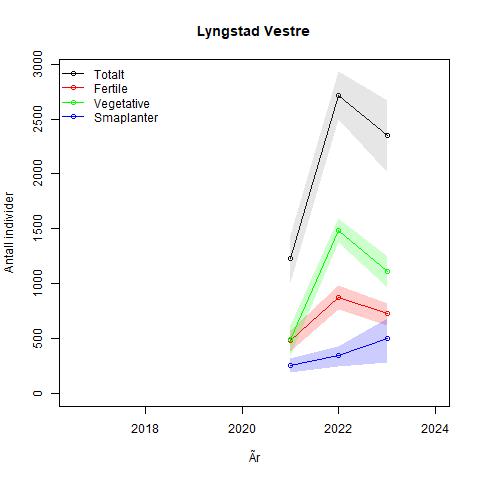 Lyngstad Vestre
Totalt
Fertile
Vegetative
Smaplanter
Antall individer
3000
2500
2000
1500
1000
500
0
2018 2020 2022 2024
Ãr